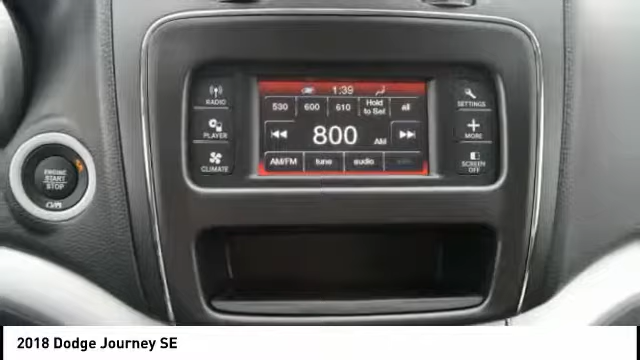 1:39
RADIO
530 600 610 Hold to Set all
SETTINGS
PLAYER
800 AM
MORE
CLIMATE
AM/FM tune audio
SCREEN OFF
ENGINE
START
STOP
2018 Dodge Journey SE